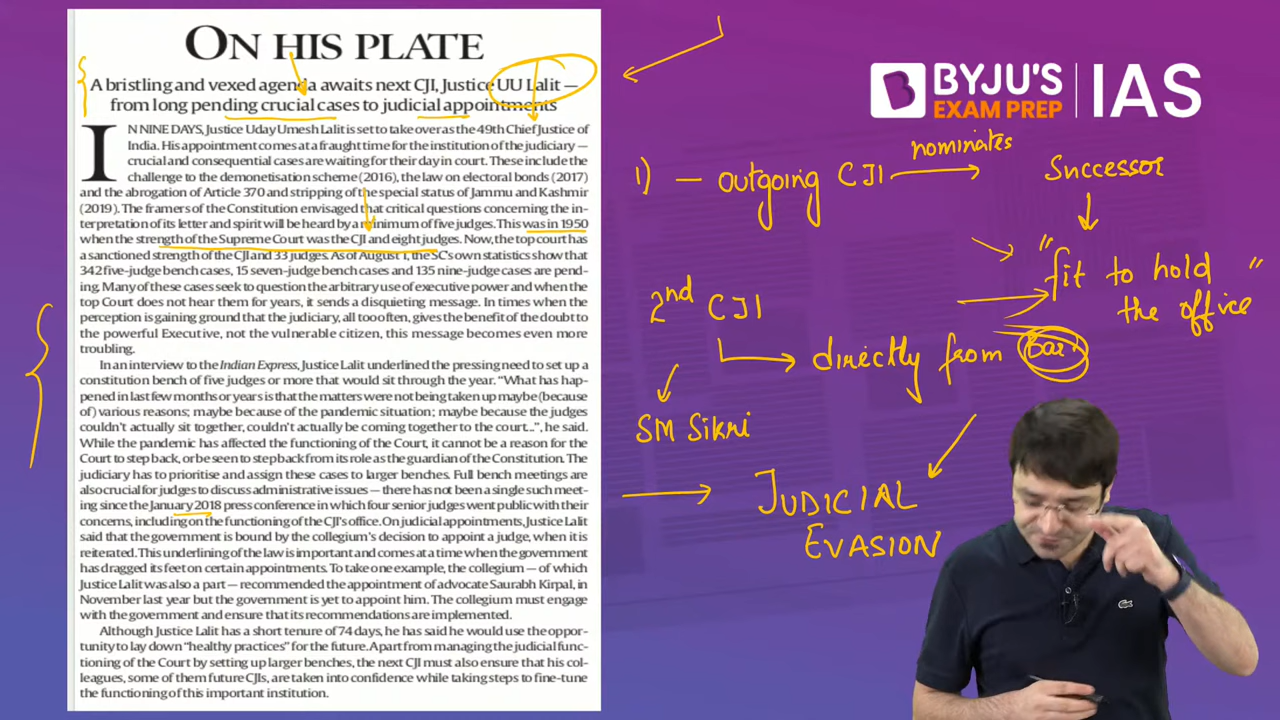 ON HIS PLATE
A bristling and vexed agenda awaits next CJI, Justice UU Lalit —
from long pending crucial cases to judicial appointments
IN NINE DAYS, Justice Uday Umesh Lalit is set to take over as the 49th Chief Justice of
India. His appointment comes at a fraught time for the institution of the judiciary —
crucial and consequential cases are waiting for their day in court. These include the
challenge to the demonetisation scheme (2016), the law on electoral bonds (2017)
and the abrogation of Article 370 and stripping of the special status of Jammu and Kashmir
(2019). The framers of the Constitution envisaged that critical questions concerning the in-
terpretation of its letter and spirit will be heard by a minimum of five judges. This was in 1950
when the strength of the Supreme Court was the CJI and eight judges. Now, the top court has
a sanctioned strength of the CJI and 33 judges. As of August 1, the SC's own statistics show that
342 five-judge bench cases, 15 seven-judge bench cases and 135 nine-judge cases are pend-
ing. Many of these cases seek to question the arbitrary use of executive power and when the
top Court does not hear them for years, it sends a disquieting message. In times when the
perception is gaining ground that the judiciary, all too often, gives the benefit of the doubt to
the powerful Executive, not the vulnerable citizen, this message becomes even more
troubling.
In an interview to the Indian Express, Justice Lalit underlined the pressing need to set up a
constitution bench of five judges or more that would sit through the year. "What has hap-
pened in last few months or years is that the matters were not being taken up maybe (because
of) various reasons; maybe because of the pandemic situation; maybe because the judges
couldn't actually sit together, couldn't actually be coming together to the court...", he said.
While the pandemic has affected the functioning of the Court, it cannot be a reason for the
Court to step back, or be seen to step back from its role as the guardian of the Constitution. The
judiciary has to prioritise and assign these cases to larger benches. Full bench meetings are
also crucial for judges to discuss administrative issues — there has not been a single such meet-
ing since the January 2018 press conference in which four senior judges went public with their
concerns, including on the functioning of the CJI's office. On judicial appointments, Justice Lalit
said that the government is bound by the collegium's decision to appoint a judge, when it is
reiterated. This underlining of the law is important and comes at a time when the government
has dragged its feet on certain appointments. To take one example, the collegium — of which
Justice Lalit was also a part — recommended the appointment of advocate Saurabh Kirpal, in
November last year but the government is yet to appoint him. The collegium must engage
with the government and ensure that its recommendations are implemented.
Although Justice Lalit has a short tenure of 74 days, he has said he would use the oppor-
tunity to lay down "healthy practices" for the future. Apart from managing the judicial func-
tioning of the Court by setting up larger benches, the next CJI must also ensure that his col-
leagues, some of them future CJIs, are taken into confidence while taking steps to fine-tune
the functioning of this important institution.
BYJU'S
EXAM PREP
IAS
1) — outgoing CJI nominates Successor
"fit to hold
the office"
2nd CJI
directly from Bar
SM Sikri
JUDICIAL
EVASION